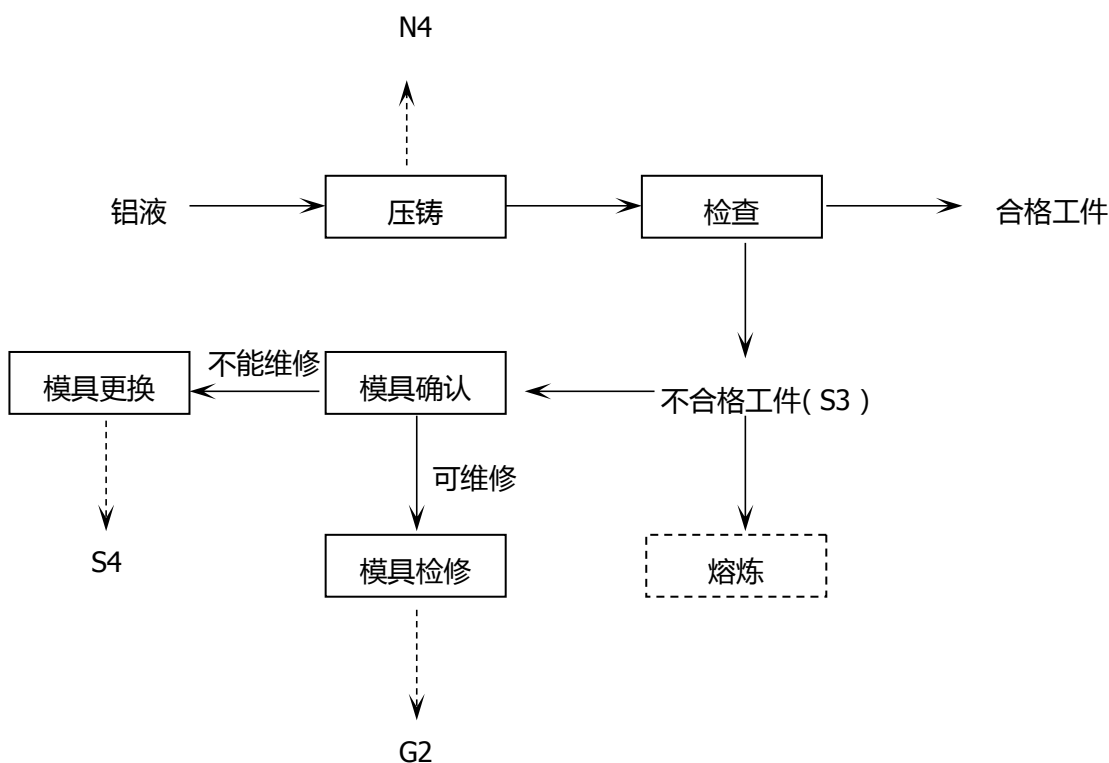 N4
铝液
压铸
检查
合格工件
不能维修
模具更换
模具确认
不合格工件( S3 )
可维修
S4
模具检修
熔炼
G2